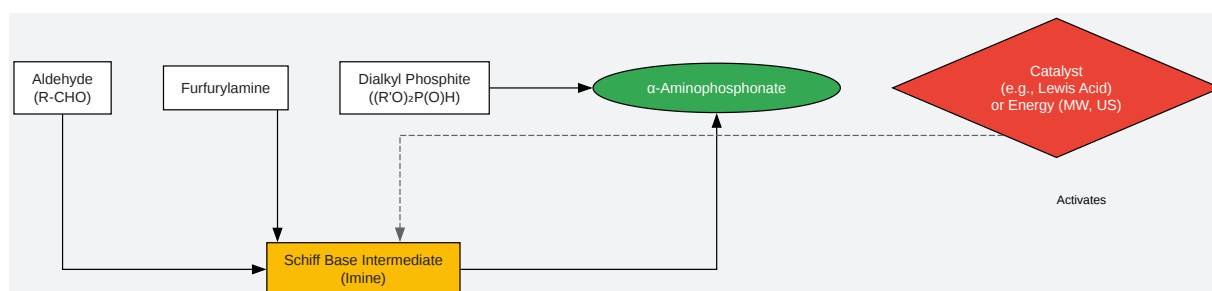 Aldehyde
(R-CHO)
Furfurylamine
Dialkyl Phosphite
((R'O)₂P(O)H)
α-Aminophosphonate
Catalyst
(e.g., Lewis Acid)
or Energy (MW, US)
Activates
Schiff Base Intermediate
(Imine)